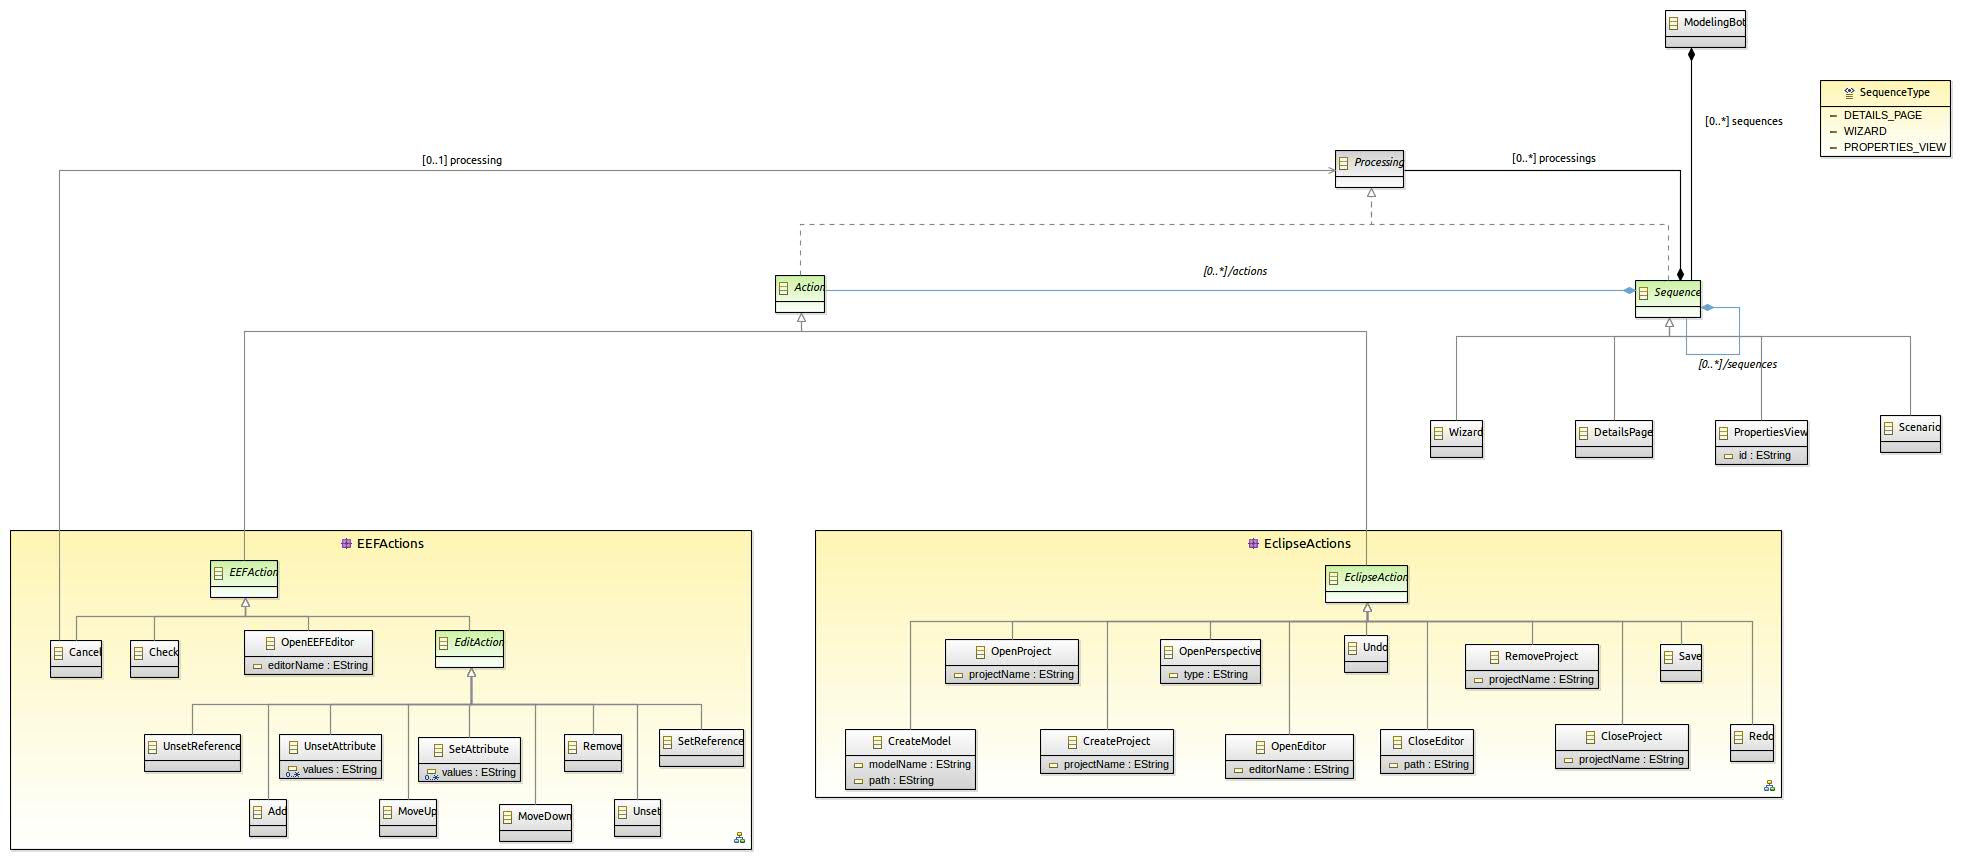 ModelingBot
[0..*] sequences
SequenceType
DETAILS_PAGE
WIZARD
PROPERTIES_VIEW
[0..1] processing
Processing
[0..*] processings
Action
[0..*]/actions
Sequence
[0..*]/sequences
Wizard
DetailsPage
PropertiesView
id : EString
Scenario
EEFActions
EEFAction
Cancel
Check
OpenEEFEditor
editorName : EString
EditAction
UnsetReference
UnsetAttribute
0..* values : EString
SetAttribute
0..* values : EString
Remove
SetReference
Add
MoveUp
MoveDown
Unset
EclipseActions
EclipseAction
OpenProject
projectName : EString
OpenPerspective
type : EString
Undo
RemoveProject
projectName : EString
Save
CreateModel
modelName : EString
path : EString
CreateProject
projectName : EString
OpenEditor
editorName : EString
CloseEditor
path : EString
CloseProject
projectName : EString
Redo